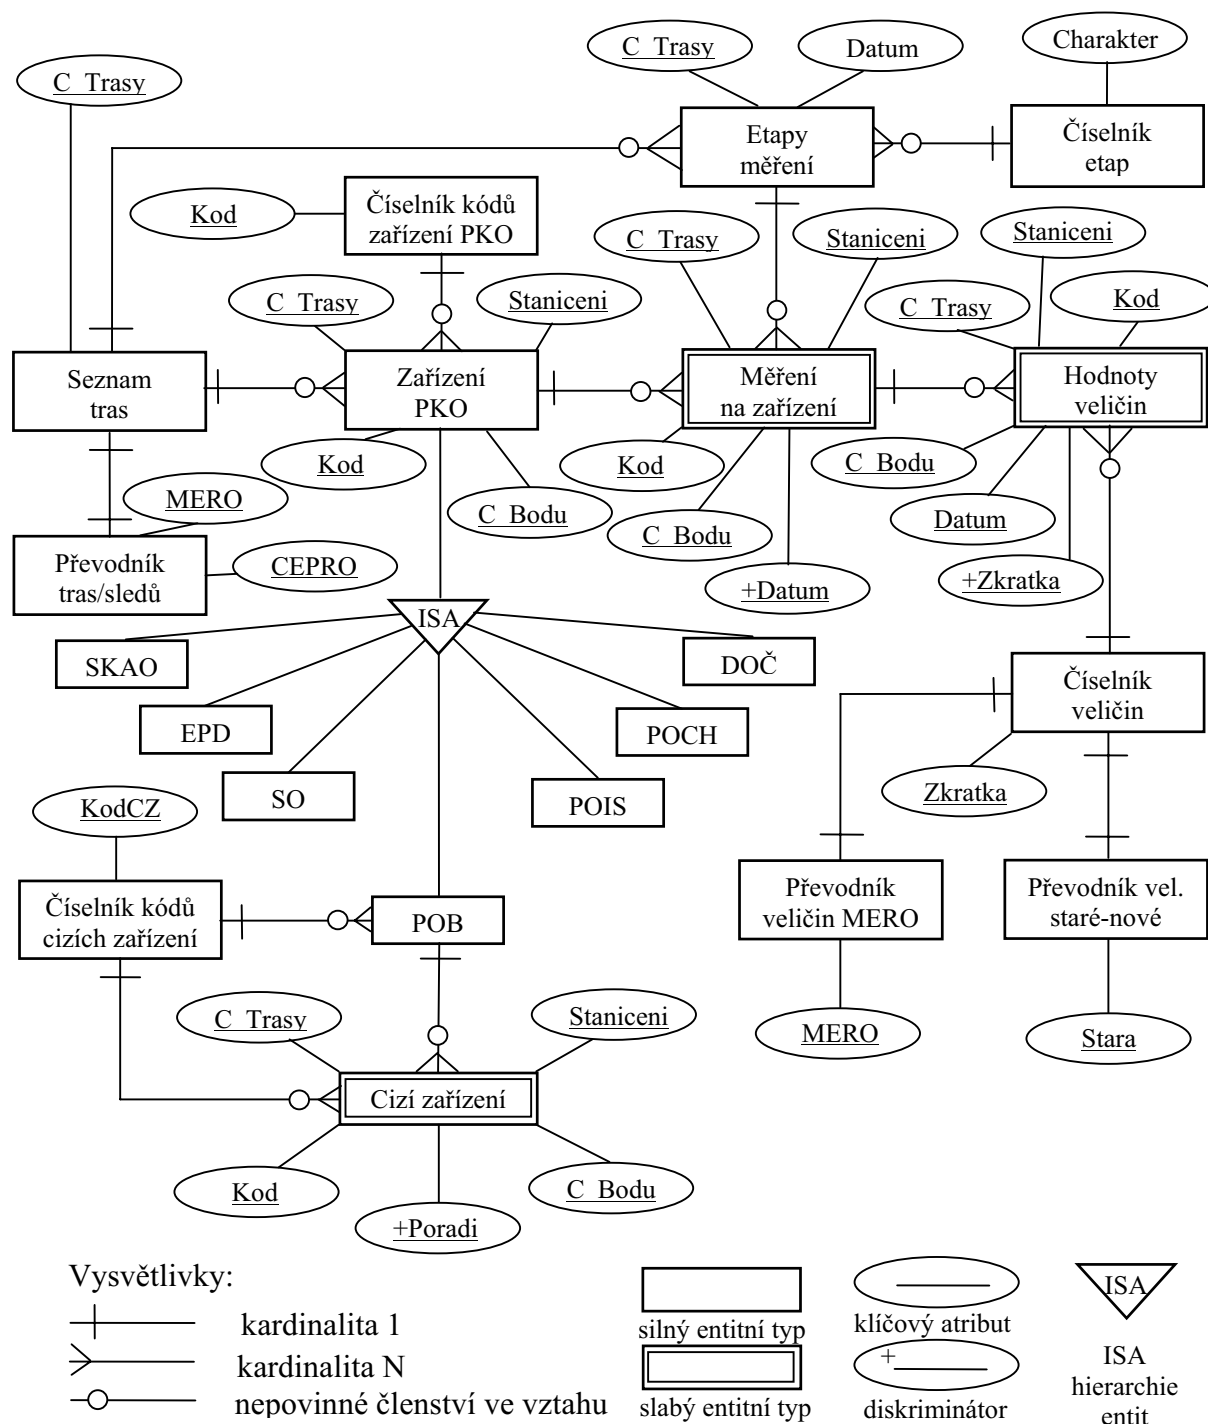 C_Trasy
Datum
Charakter
C_Trasy
Etapy
měření
Číselník
etap
Kod
Číselník kódů
zařízení PKO
C_Trasy
Staniceni
Staniceni
C_Trasy
Staniceni
C_Trasy
Kod
Seznam
tras
Zařízení
PKO
Měření
na zařízení
Hodnoty
veličin
Kod
C_Bodu
Kod
C_Bodu
+Datum
C_Bodu
Datum
+Zkratka
MERO
Převodník
tras/sledů
CEPRO
ISA
SKAO
DOČ
EPD
POCH
SO
POIS
Číselník
veličin
Zkratka
KodCZ
Číselník kódů
cizích zařízení
POB
Převodník
veličin MERO
Převodník vel.
staré-nové
C_Trasy
Staniceni
MERO
Stara
Cizí zařízení
Kod
+Poradi
C_Bodu
Vysvětlivky:
kardinalita 1
kardinalita N
nepovinné členství ve vztahu
silný entitní typ
slabý entitní typ
klíčový atribut
+
diskriminátor
ISA
ISA
hierarchie
entit